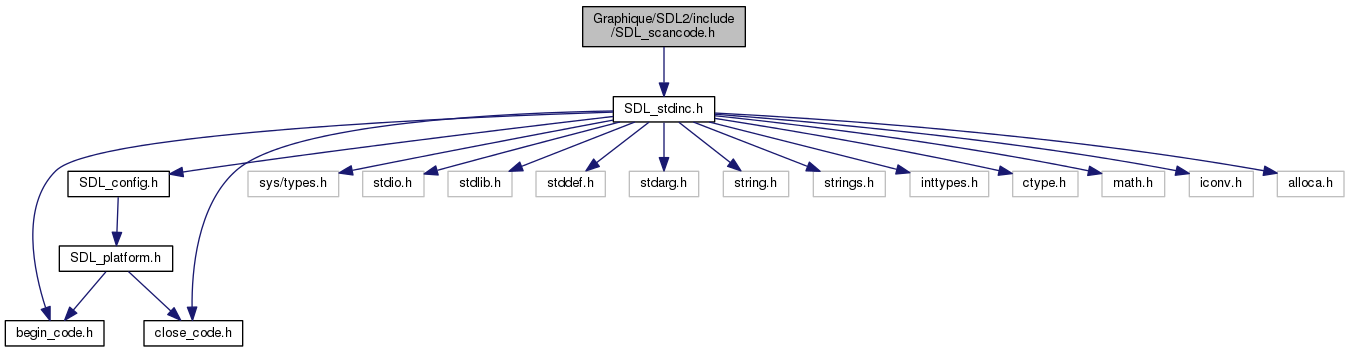 Graphique/SDL2/include
/SDL_scancode.h
SDL_stdinc.h
SDL_config.h
sys/types.h
stdio.h
stdlib.h
stddef.h
stdarg.h
string.h
strings.h
inttypes.h
ctype.h
math.h
iconv.h
alloca.h
SDL_platform.h
begin_code.h
close_code.h